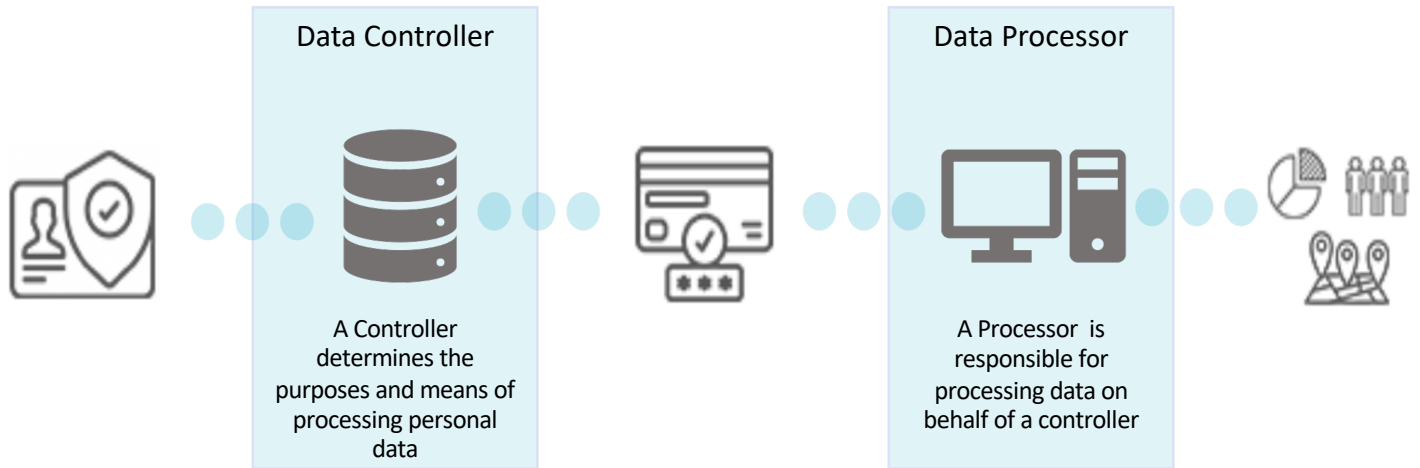 Data Controller
A Controller
determines the
purposes and means of
processing personal
data
Data Processor
A Processor is
responsible for
processing data on
behalf of a controller
***